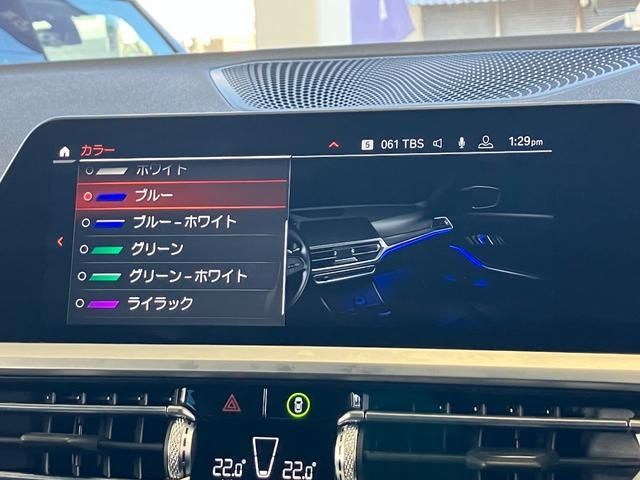 カラー
5 061 TBS 1:29pm
ホワイト
ブルー
ブルー-ホワイト
グリーン
グリーン-ホワイト
ライラック
22.0° 22.0°